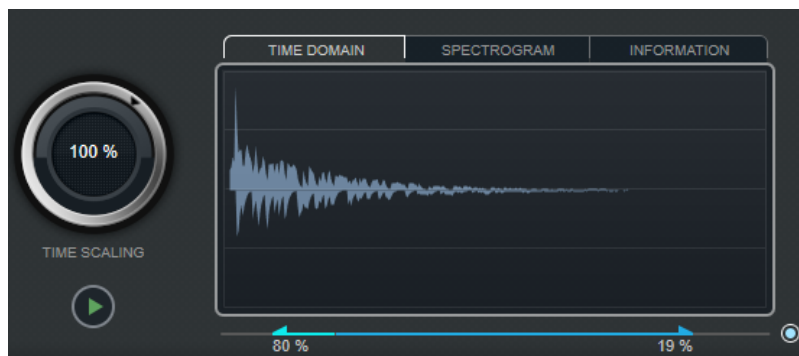 TIME DOMAIN
SPECTROGRAM
INFORMATION
100 %
TIME SCALING
80 %
19 %